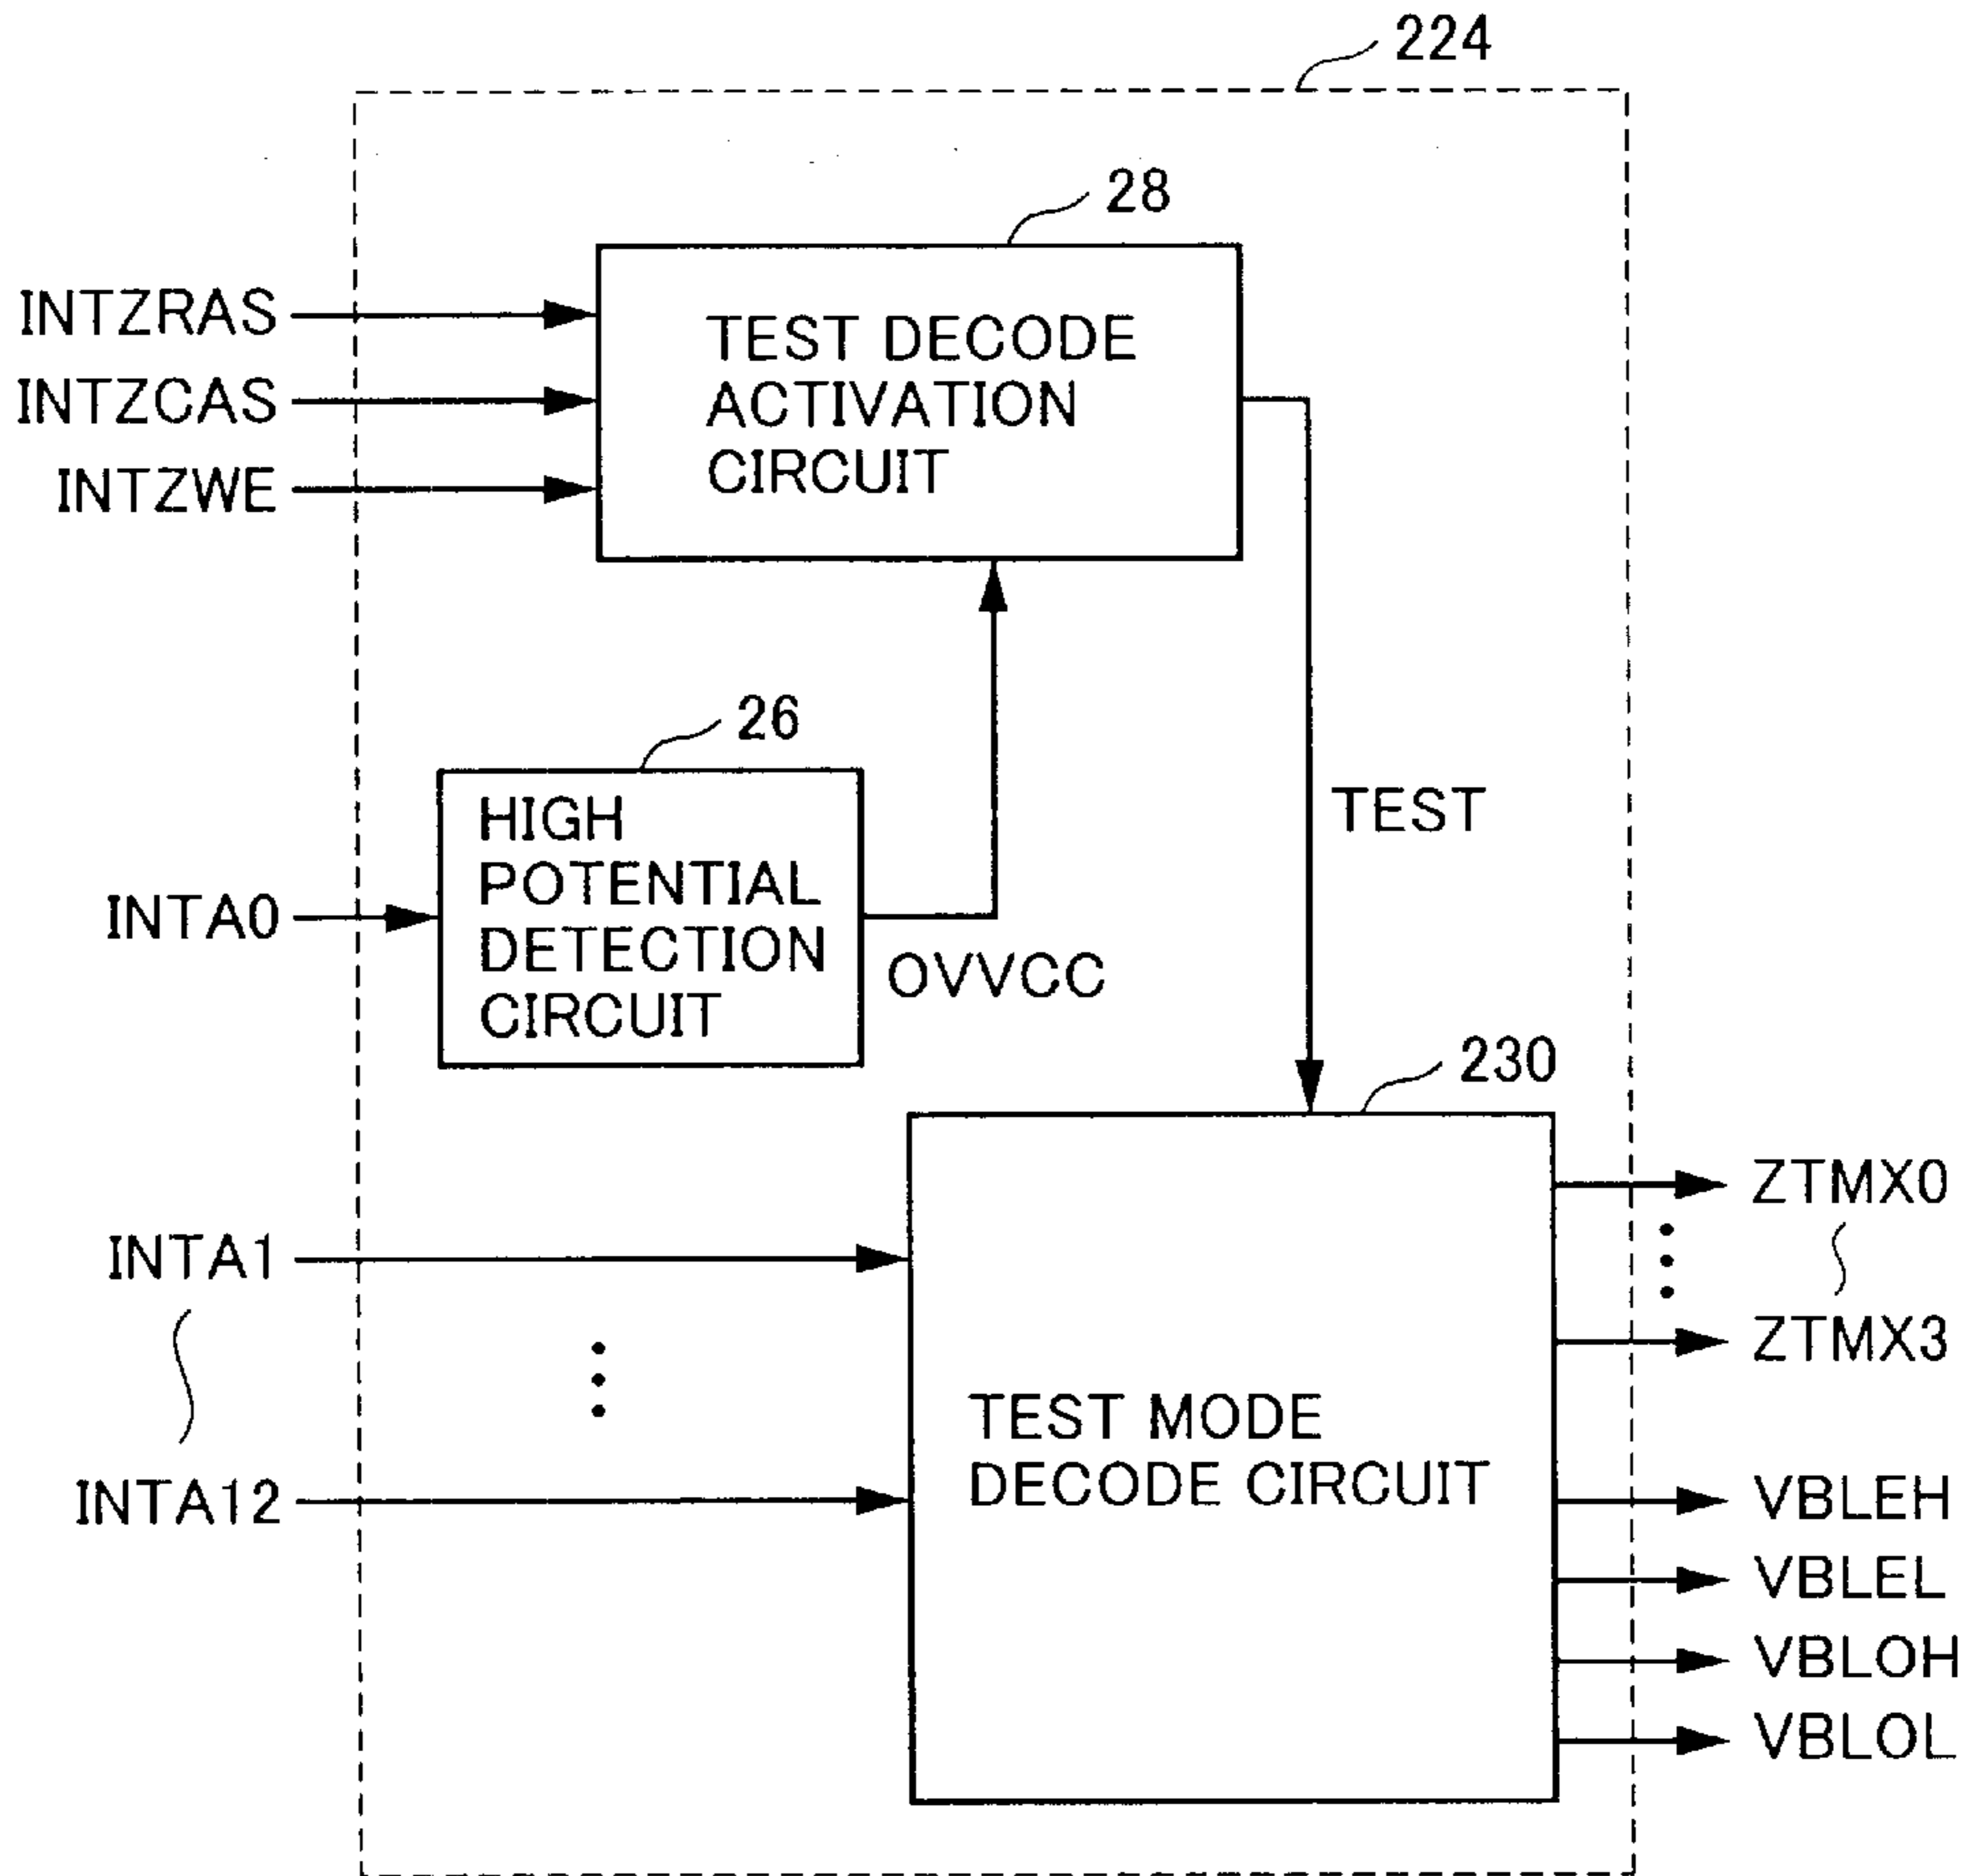 224
28
INTZRAS
INTZCAS
INTZWE
TEST DECODE
ACTIVATION
CIRCUIT
26
HIGH
POTENTIAL
DETECTION
CIRCUIT
INTA0
OVVCC
TEST
230
INTA1
INTA12
TEST MODE
DECODE CIRCUIT
ZTMX0
ZTMX3
VBLEH
VBLEL
VBLOH
VBLOL